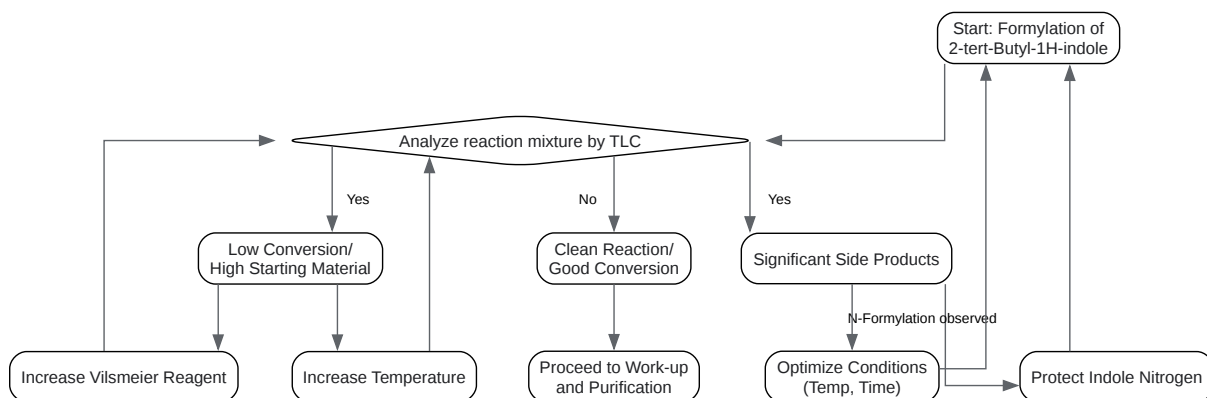 Start: Formylation of
2-tert-Butyl-1H-indole
Analyze reaction mixture by TLC
Yes
No
Yes
Low Conversion/
High Starting Material
Clean Reaction/
Good Conversion
Significant Side Products
N-Formylation observed
Increase Vilsmeier Reagent
Increase Temperature
Proceed to Work-up
and Purification
Optimize Conditions
(Temp, Time)
Protect Indole Nitrogen